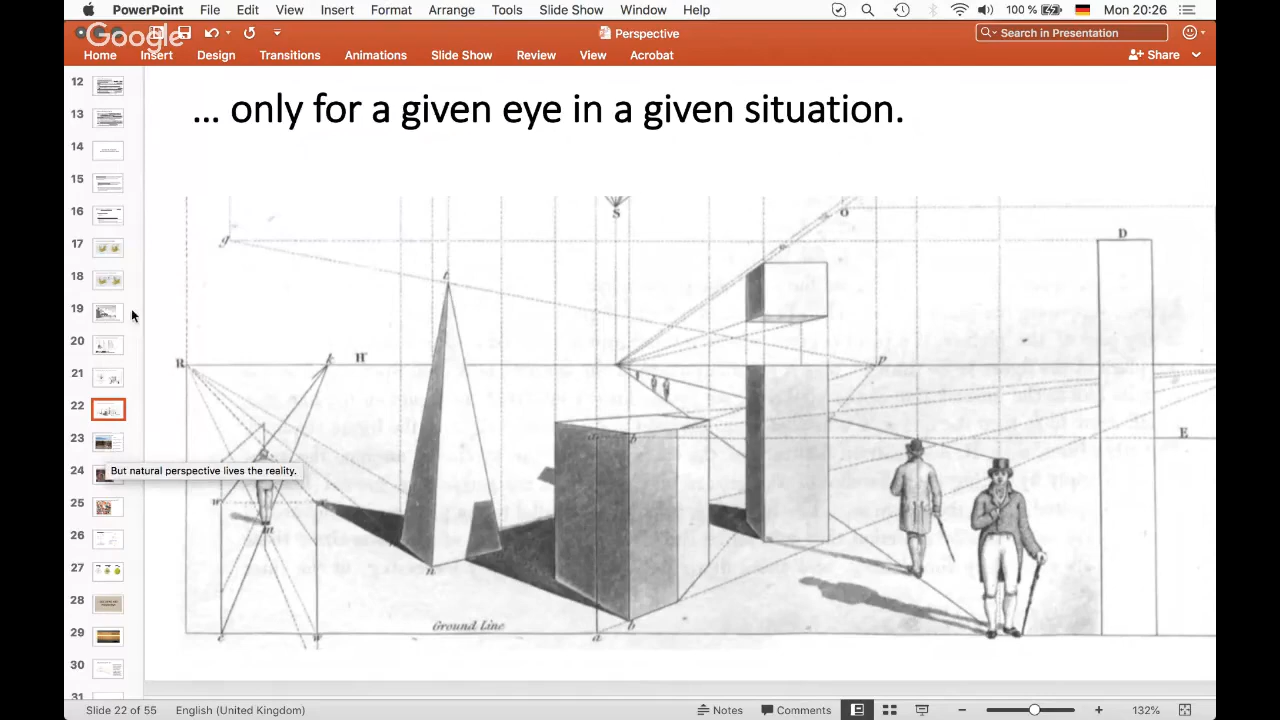 PowerPoint File Edit View Insert Format Arrange Tools Slide Show Window Help 100 % Mon 20:26
Google
Perspective
Search in Presentation
Home Insert Design Transitions Animations Slide Show Review View Acrobat
Share
12
13
14
15
16
17
18
19
20
21
22
23
24
25
26
27
28
29
30
31
But natural perspective lives the reality.
... only for a given eye in a given situation.
S
O
g
D
t
R
k
H
P
a
b
E
n
m
n
Ground Line
c
a
b
Slide 22 of 55 English (United Kingdom) Notes Comments 132%